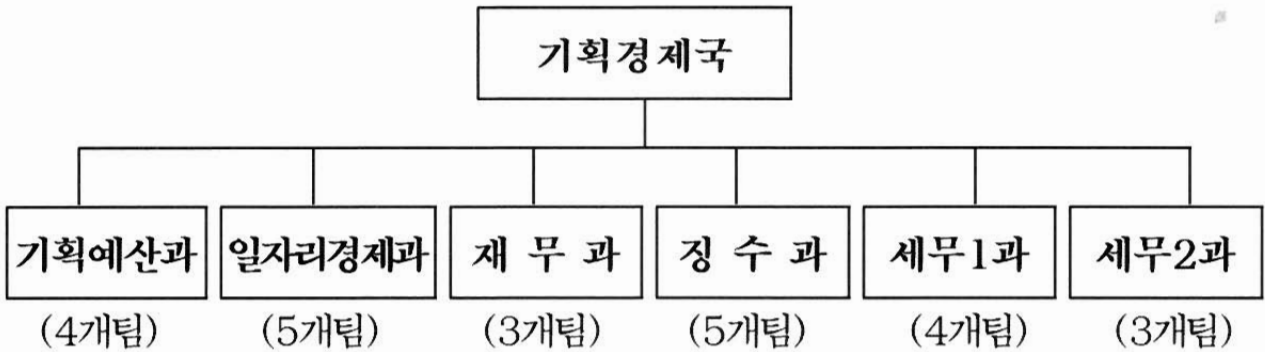 기획경제국
기획예산과 일자리경제과 재 무 과 징 수 과 세무1과 세무2과
(4개팀) (5개팀) (3개팀) (5개팀) (4개팀) (3개팀)